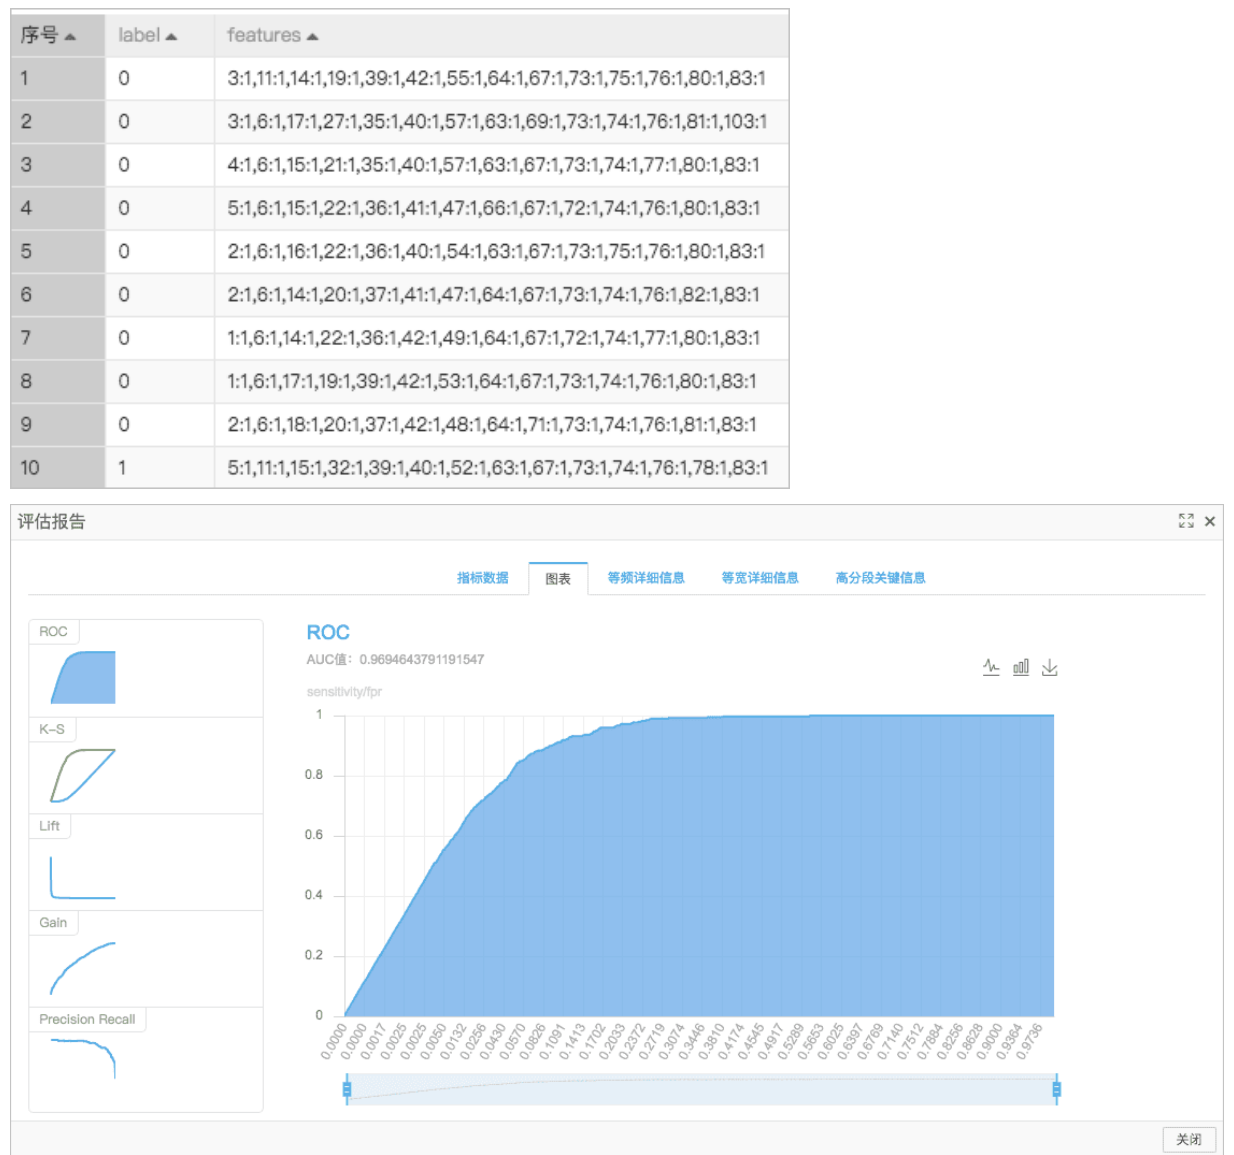 序号 label features
1 0 3:1,11:1,14:1,19:1,39:1,42:1,55:1,64:1,67:1,73:1,75:1,76:1,80:1,83:1
2 0 3:1,6:1,17:1,27:1,35:1,40:1,57:1,63:1,69:1,73:1,74:1,76:1,81:1,103:1
3 0 4:1,6:1,15:1,21:1,35:1,40:1,57:1,63:1,67:1,73:1,74:1,77:1,80:1,83:1
4 0 5:1,6:1,15:1,22:1,36:1,41:1,47:1,66:1,67:1,72:1,74:1,76:1,80:1,83:1
5 0 2:1,6:1,16:1,22:1,36:1,40:1,54:1,63:1,67:1,73:1,75:1,76:1,80:1,83:1
6 0 2:1,6:1,14:1,20:1,37:1,41:1,47:1,64:1,67:1,73:1,74:1,76:1,82:1,83:1
7 0 1:1,6:1,14:1,22:1,36:1,42:1,49:1,64:1,67:1,72:1,74:1,77:1,80:1,83:1
8 0 1:1,6:1,17:1,19:1,39:1,42:1,53:1,64:1,67:1,73:1,74:1,76:1,80:1,83:1
9 0 2:1,6:1,18:1,20:1,37:1,42:1,48:1,64:1,71:1,73:1,74:1,76:1,81:1,83:1
10 1 5:1,11:1,15:1,32:1,39:1,40:1,52:1,63:1,67:1,73:1,74:1,76:1,78:1,83:1
评估报告
指标数据 图表 等频详细信息 等宽详细信息 高分段关键信息
ROC
K-S
Lift
Gain
Precision Recall
ROC
AUC值: 0.9694643791191547
sensitivity/fpr
1
0.8
0.6
0.4
0.2
0
0.0000 0.0000 0.0017 0.0025 0.0025 0.0050 0.0132 0.0256 0.0430 0.0570 0.0826 0.1091 0.1413 0.1702 0.2033 0.2372 0.2719 0.3074 0.3446 0.3810 0.4174 0.4545 0.4917 0.5289 0.5653 0.6025 0.6397 0.6769 0.7140 0.7512 0.7884 0.8256 0.8628 0.9000 0.9364 0.9736
关闭